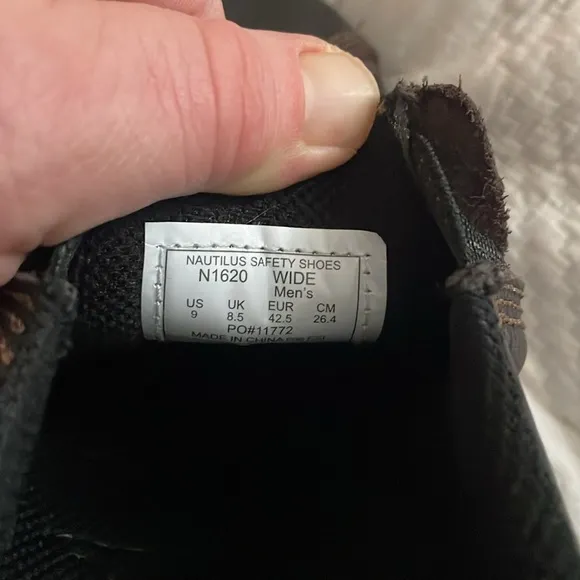 NAUTILUS SAFETY SHOES
N1620 WIDE
Men's
US UK EUR CM
9 8.5 42.5 26.4
PO#11772
MADE IN CHINA